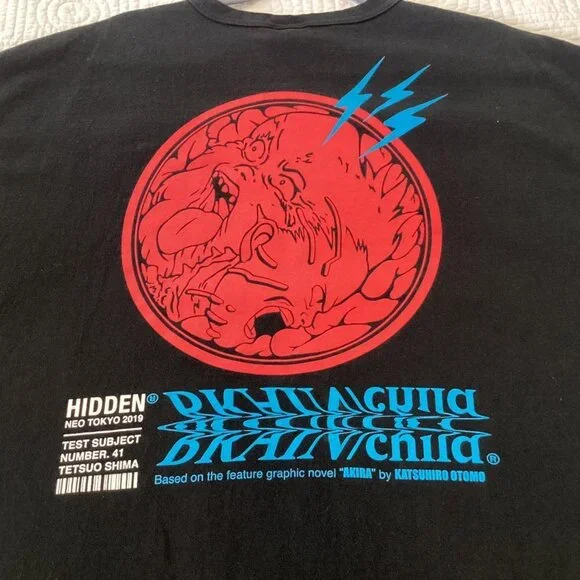 HIDDEN®
NEO TOKYO 2019
TEST SUBJECT
NUMBER. 41
TETSUO SHIMA
BRAIN/child®
Based on the feature graphic novel "AKIRA" by KATSUHIRO OTOMO